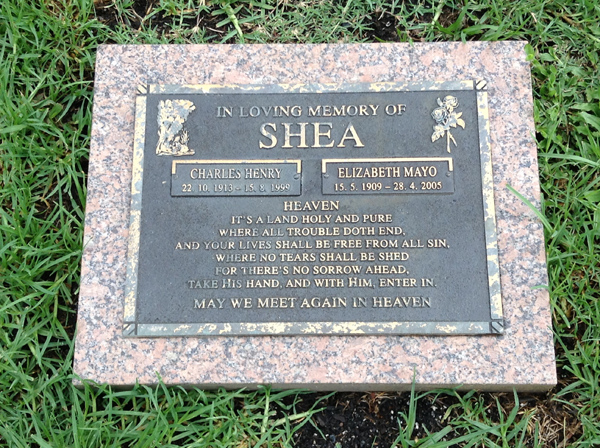 IN LOVING MEMORY OF
SHEA
CHARLES HENRY
22. 10. 1913 - 15. 8. 1999
ELIZABETH MAYO
15. 5. 1909 - 28. 4. 2005
HEAVEN
IT'S A LAND HOLY AND PURE
WHERE ALL TROUBLE DOTH END,
AND YOUR LIVES SHALL BE FREE FROM ALL SIN,
WHERE NO TEARS SHALL BE SHED
FOR THERE'S NO SORROW AHEAD,
TAKE HIS HAND, AND WITH HIM, ENTER IN.
MAY WE MEET AGAIN IN HEAVEN